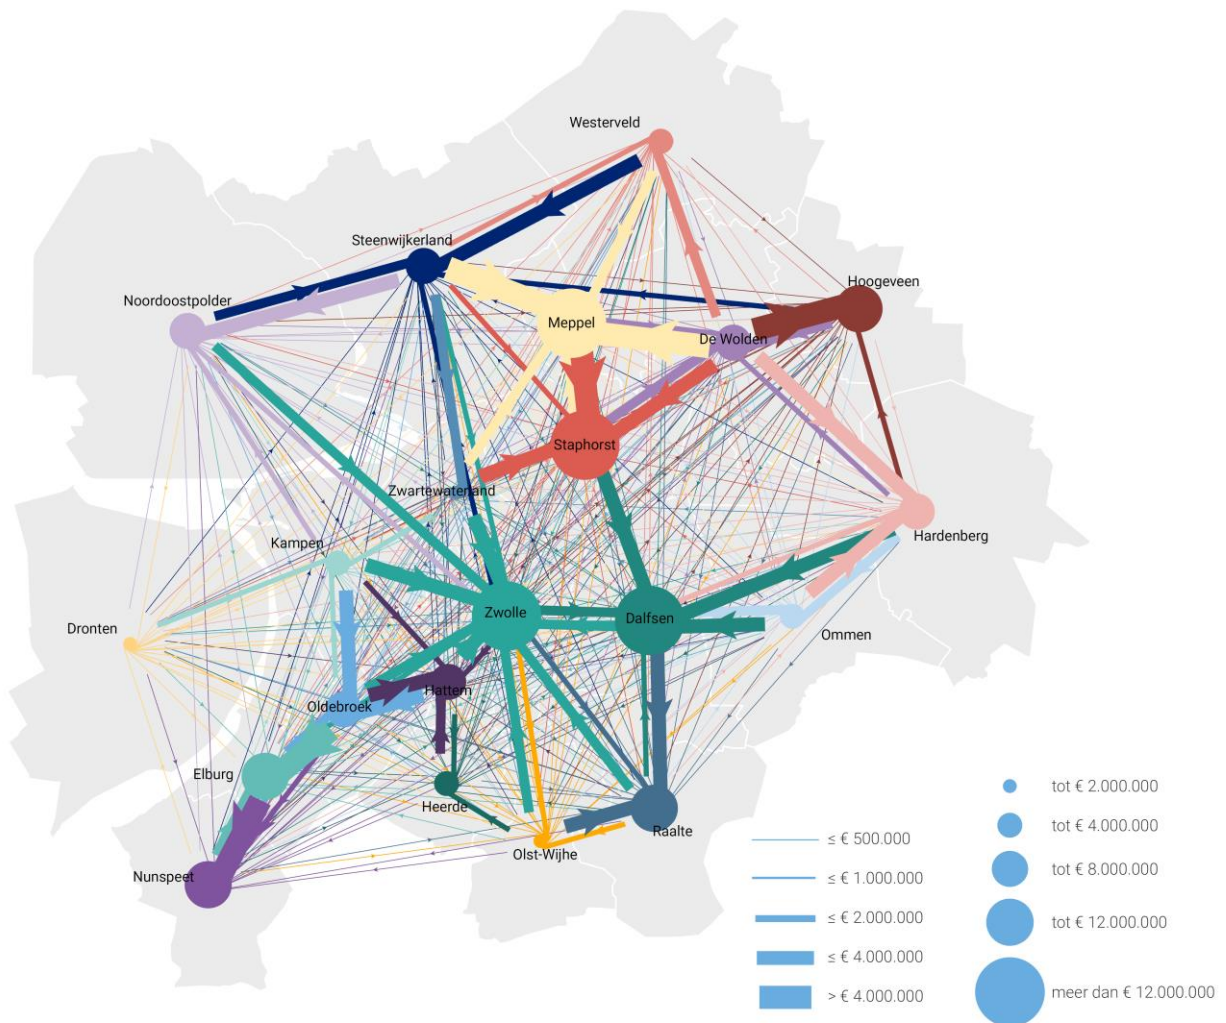 Westerveld
Steenwijkerland
Hoogeveen
Noordoostpolder
Meppel
De Wolden
Staphorst
Zwartewaterland
Kampen
Hardenberg
Zwolle
Dalfsen
Dronten
Ommen
Hattem
Oldebroek
Elburg
Heerde
Raalte
Olst-Wijhe
Nunspeet
≤ € 500.000
≤ € 1.000.000
≤ € 2.000.000
≤ € 4.000.000
> € 4.000.000
tot € 2.000.000
tot € 4.000.000
tot € 8.000.000
tot € 12.000.000
meer dan € 12.000.000